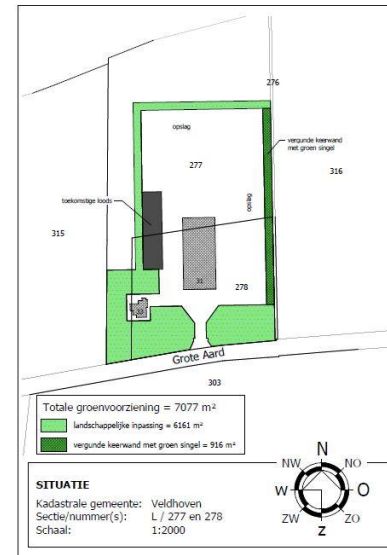 276
opslag
vergunde keerwand
met groen singel
277
316
toekomstige loods
opslag
315
31
278
33
Grote Aard
303
Totale groenvoorziening = 7077 m²
landschappelijke inpassing = 6161 m²
vergunde keerwand met groen singel = 916 m²
SITUATIE
Kadastrale gemeente: Veldhoven
Sectie/nummer(s): L / 277 en 278
Schaal: 1:2000
N
NW
NO
W
O
ZW
ZO
Z